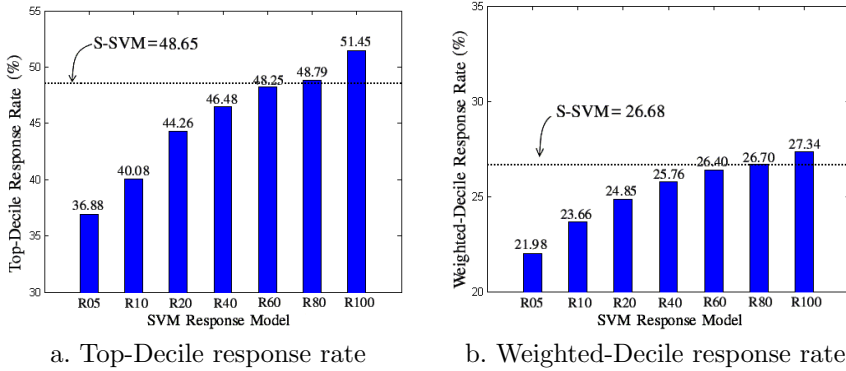 55
50
45
40
35
30
Top-Decile Response Rate (%)
S-SVM=48.65
36.88
40.08
44.26
46.48
48.25
48.79
51.45
R05 R10 R20 R40 R60 R80 R100
SVM Response Model
a. Top-Decile response rate
35
31
25
20
Weighted-Decile Response Rate (%)
S-SVM=26.68
21.98
23.66
24.85
25.76
26.40
26.70
27.34
R05 R10 R20 R40 R60 R80 R100
SVM Response Model
b. Weighted-Decile response rate